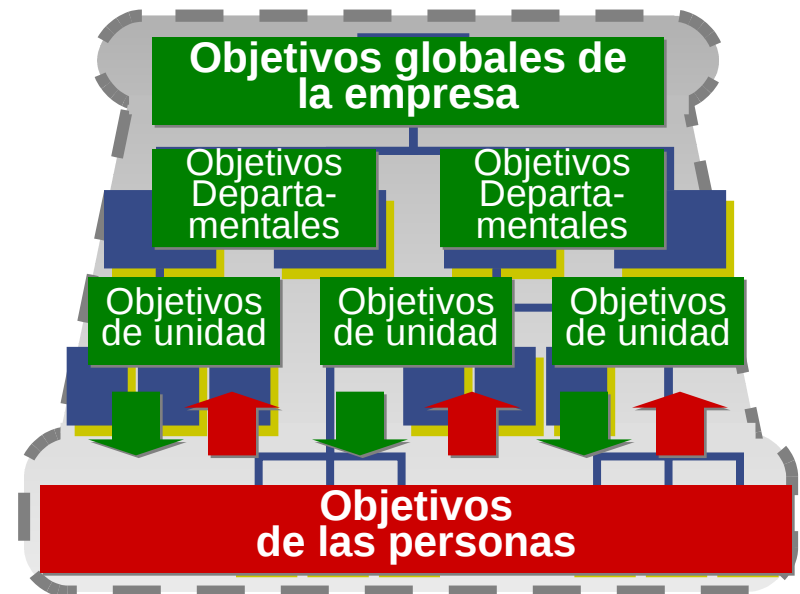 Objetivos globales de
la empresa
Objetivos
Departa-
mentales
Objetivos
Departa-
mentales
Objetivos
de unidad
Objetivos
de unidad
Objetivos
de unidad
Objetivos
de las personas